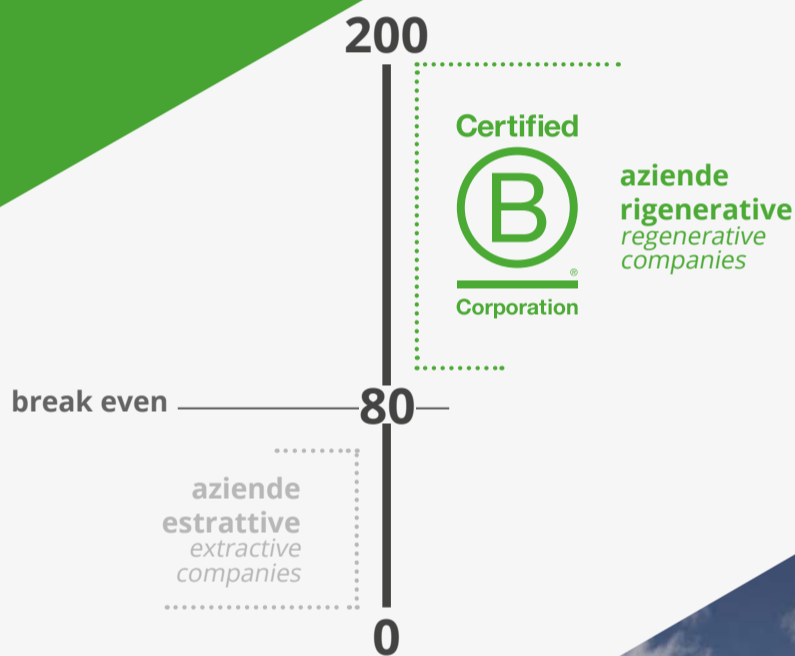 200
Certified
B
®
Corporation
aziende
rigenerative
regenerative
companies
break even
80
aziende
estrattive
extractive
companies
0